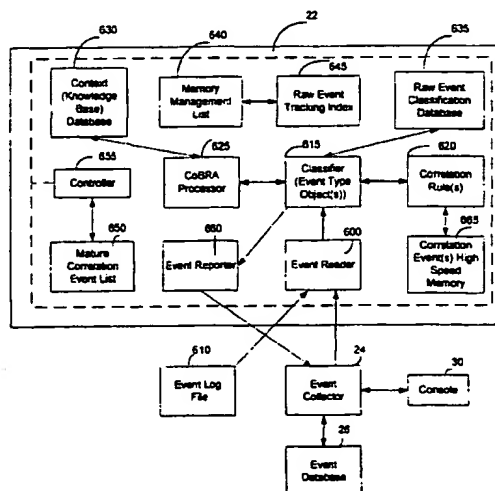 630
22
640
645
635
Context
(Knowledge
Base)
Database
Memory
Management
List
Raw Event
Tracking Index
Raw Event
Classification
Database
655
625
615
620
Controller
CoBRA
Processor
Classifier
(Event Type
Object(s))
Correlation
Rule(s)
650
660
600
665
Mature
Correlation
Event List
Event Reporter
Event Reader
Correlation
Event(s) High
Speed Memory
610
24
30
Event Log
File
Event
Collector
Console
26
Event
Database